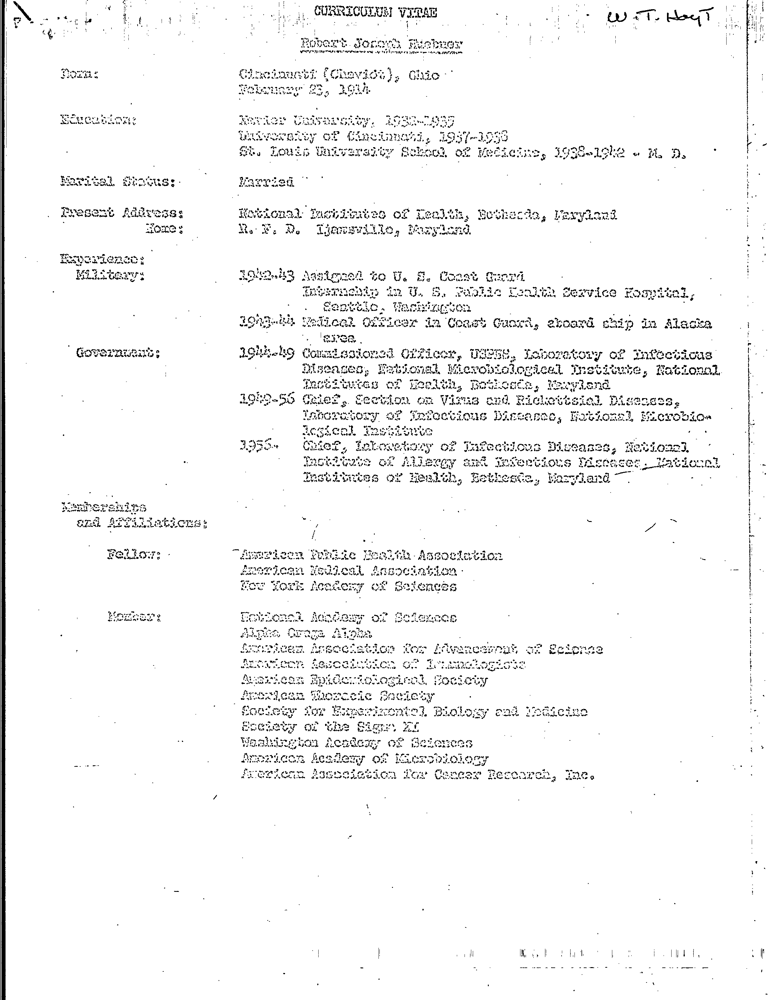 CURRICULUM VITAE
W. T. Hoyt
Robert Joseph Huebner
Born: Cincinnati (Cheviot), Ohio
February 23, 1914
Education: Xavier University, 1932-1935
University of Cincinnati, 1937-1938
St. Louis University School of Medicine, 1938-1942 - M. D.
Marital Status: Married
Present Address: National Institutes of Health, Bethesda, Maryland
Home: R. F. D. Ijamsville, Maryland
Experience:
Military: 1942-43 Assigned to U. S. Coast Guard
Internship in U. S. Public Health Service Hospital,
Seattle, Washington
1943-44 Medical Officer in Coast Guard, aboard ship in Alaska
area.
Government: 1944-49 Commissioned Officer, USPHS, Laboratory of Infectious
Diseases, National Microbiological Institute, National
Institutes of Health, Bethesda, Maryland
1949-56 Chief, Section on Virus and Rickettsial Diseases,
Laboratory of Infectious Diseases, National Microbio-
logical Institute
1956- Chief, Laboratory of Infectious Diseases, National
Institute of Allergy and Infectious Diseases, National
Institutes of Health, Bethesda, Maryland
Memberships
and Affiliations:
Fellow: American Public Health Association
American Medical Association
New York Academy of Sciences
Member: National Academy of Sciences
Alpha Omega Alpha
American Association for Advancement of Science
American Association of Immunologists
American Epidemiological Society
American Thoracic Society
Society for Experimental Biology and Medicine
Society of the Sigma XI
Washington Academy of Sciences
American Academy of Microbiology
American Association for Cancer Research, Inc.